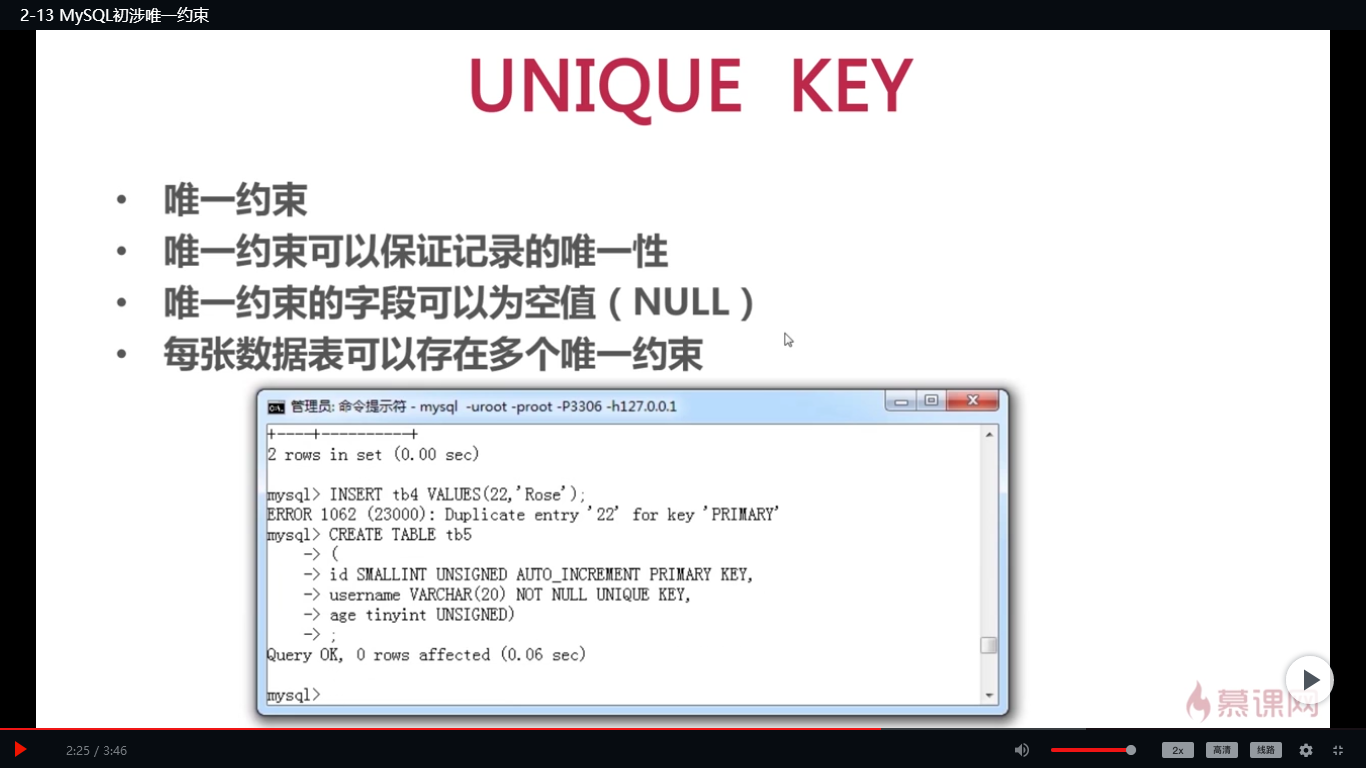 2-13 MySQL初涉唯一约束
UNIQUE KEY
• 唯一约束
• 唯一约束可以保证记录的唯一性
• 唯一约束的字段可以为空值（NULL）
• 每张数据表可以存在多个唯一约束
管理员: 命令提示符 - mysql -uroot -proot -P3306 -h127.0.0.1
+----+----------+
2 rows in set (0.00 sec)
mysql> INSERT tb4 VALUES(22,'Rose');
ERROR 1062 (23000): Duplicate entry '22' for key 'PRIMARY'
mysql> CREATE TABLE tb5
-> (
-> id SMALLINT UNSIGNED AUTO_INCREMENT PRIMARY KEY,
-> username VARCHAR(20) NOT NULL UNIQUE KEY,
-> age tinyint UNSIGNED)
-> ;
Query OK, 0 rows affected (0.06 sec)
mysql>
慕课网
2:25 / 3:46
2x 高清 线路